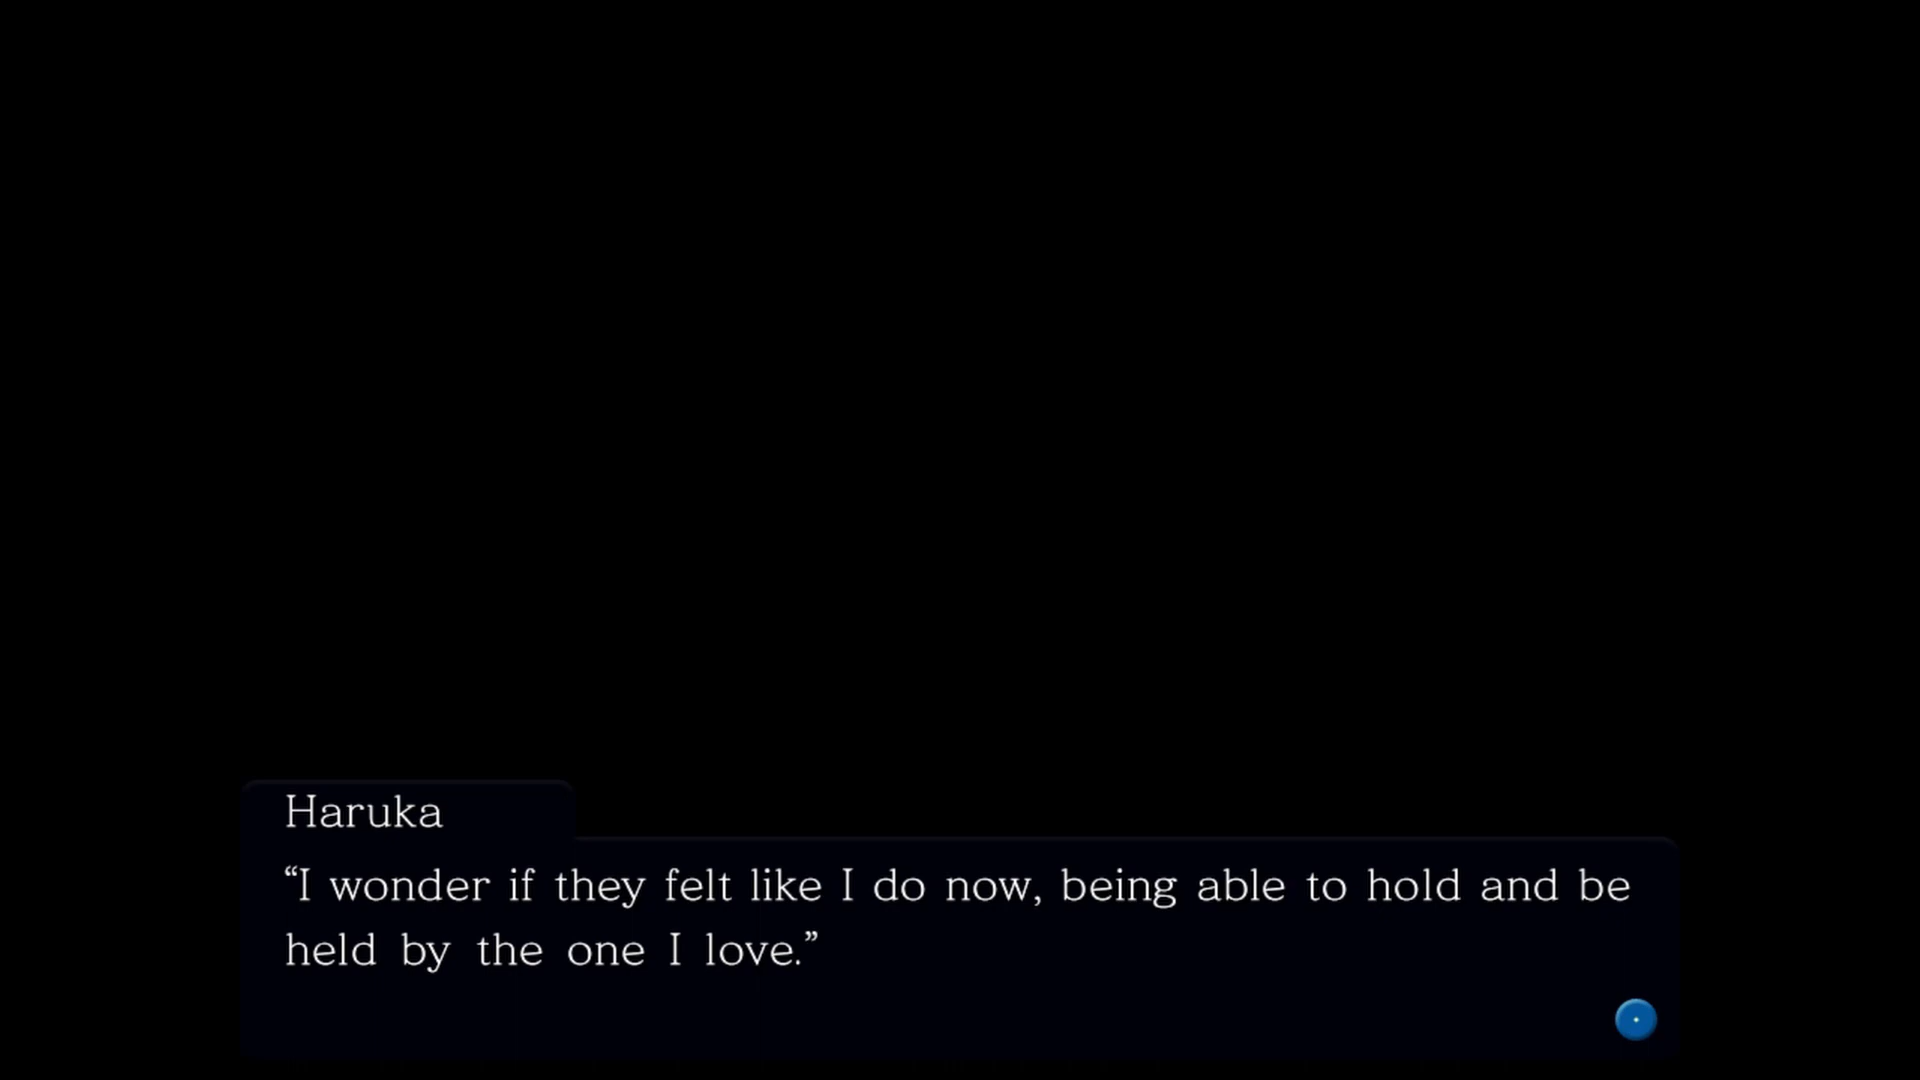 Haruka
“I wonder if they felt like I do now, being able to hold and be
held by the one I love.”